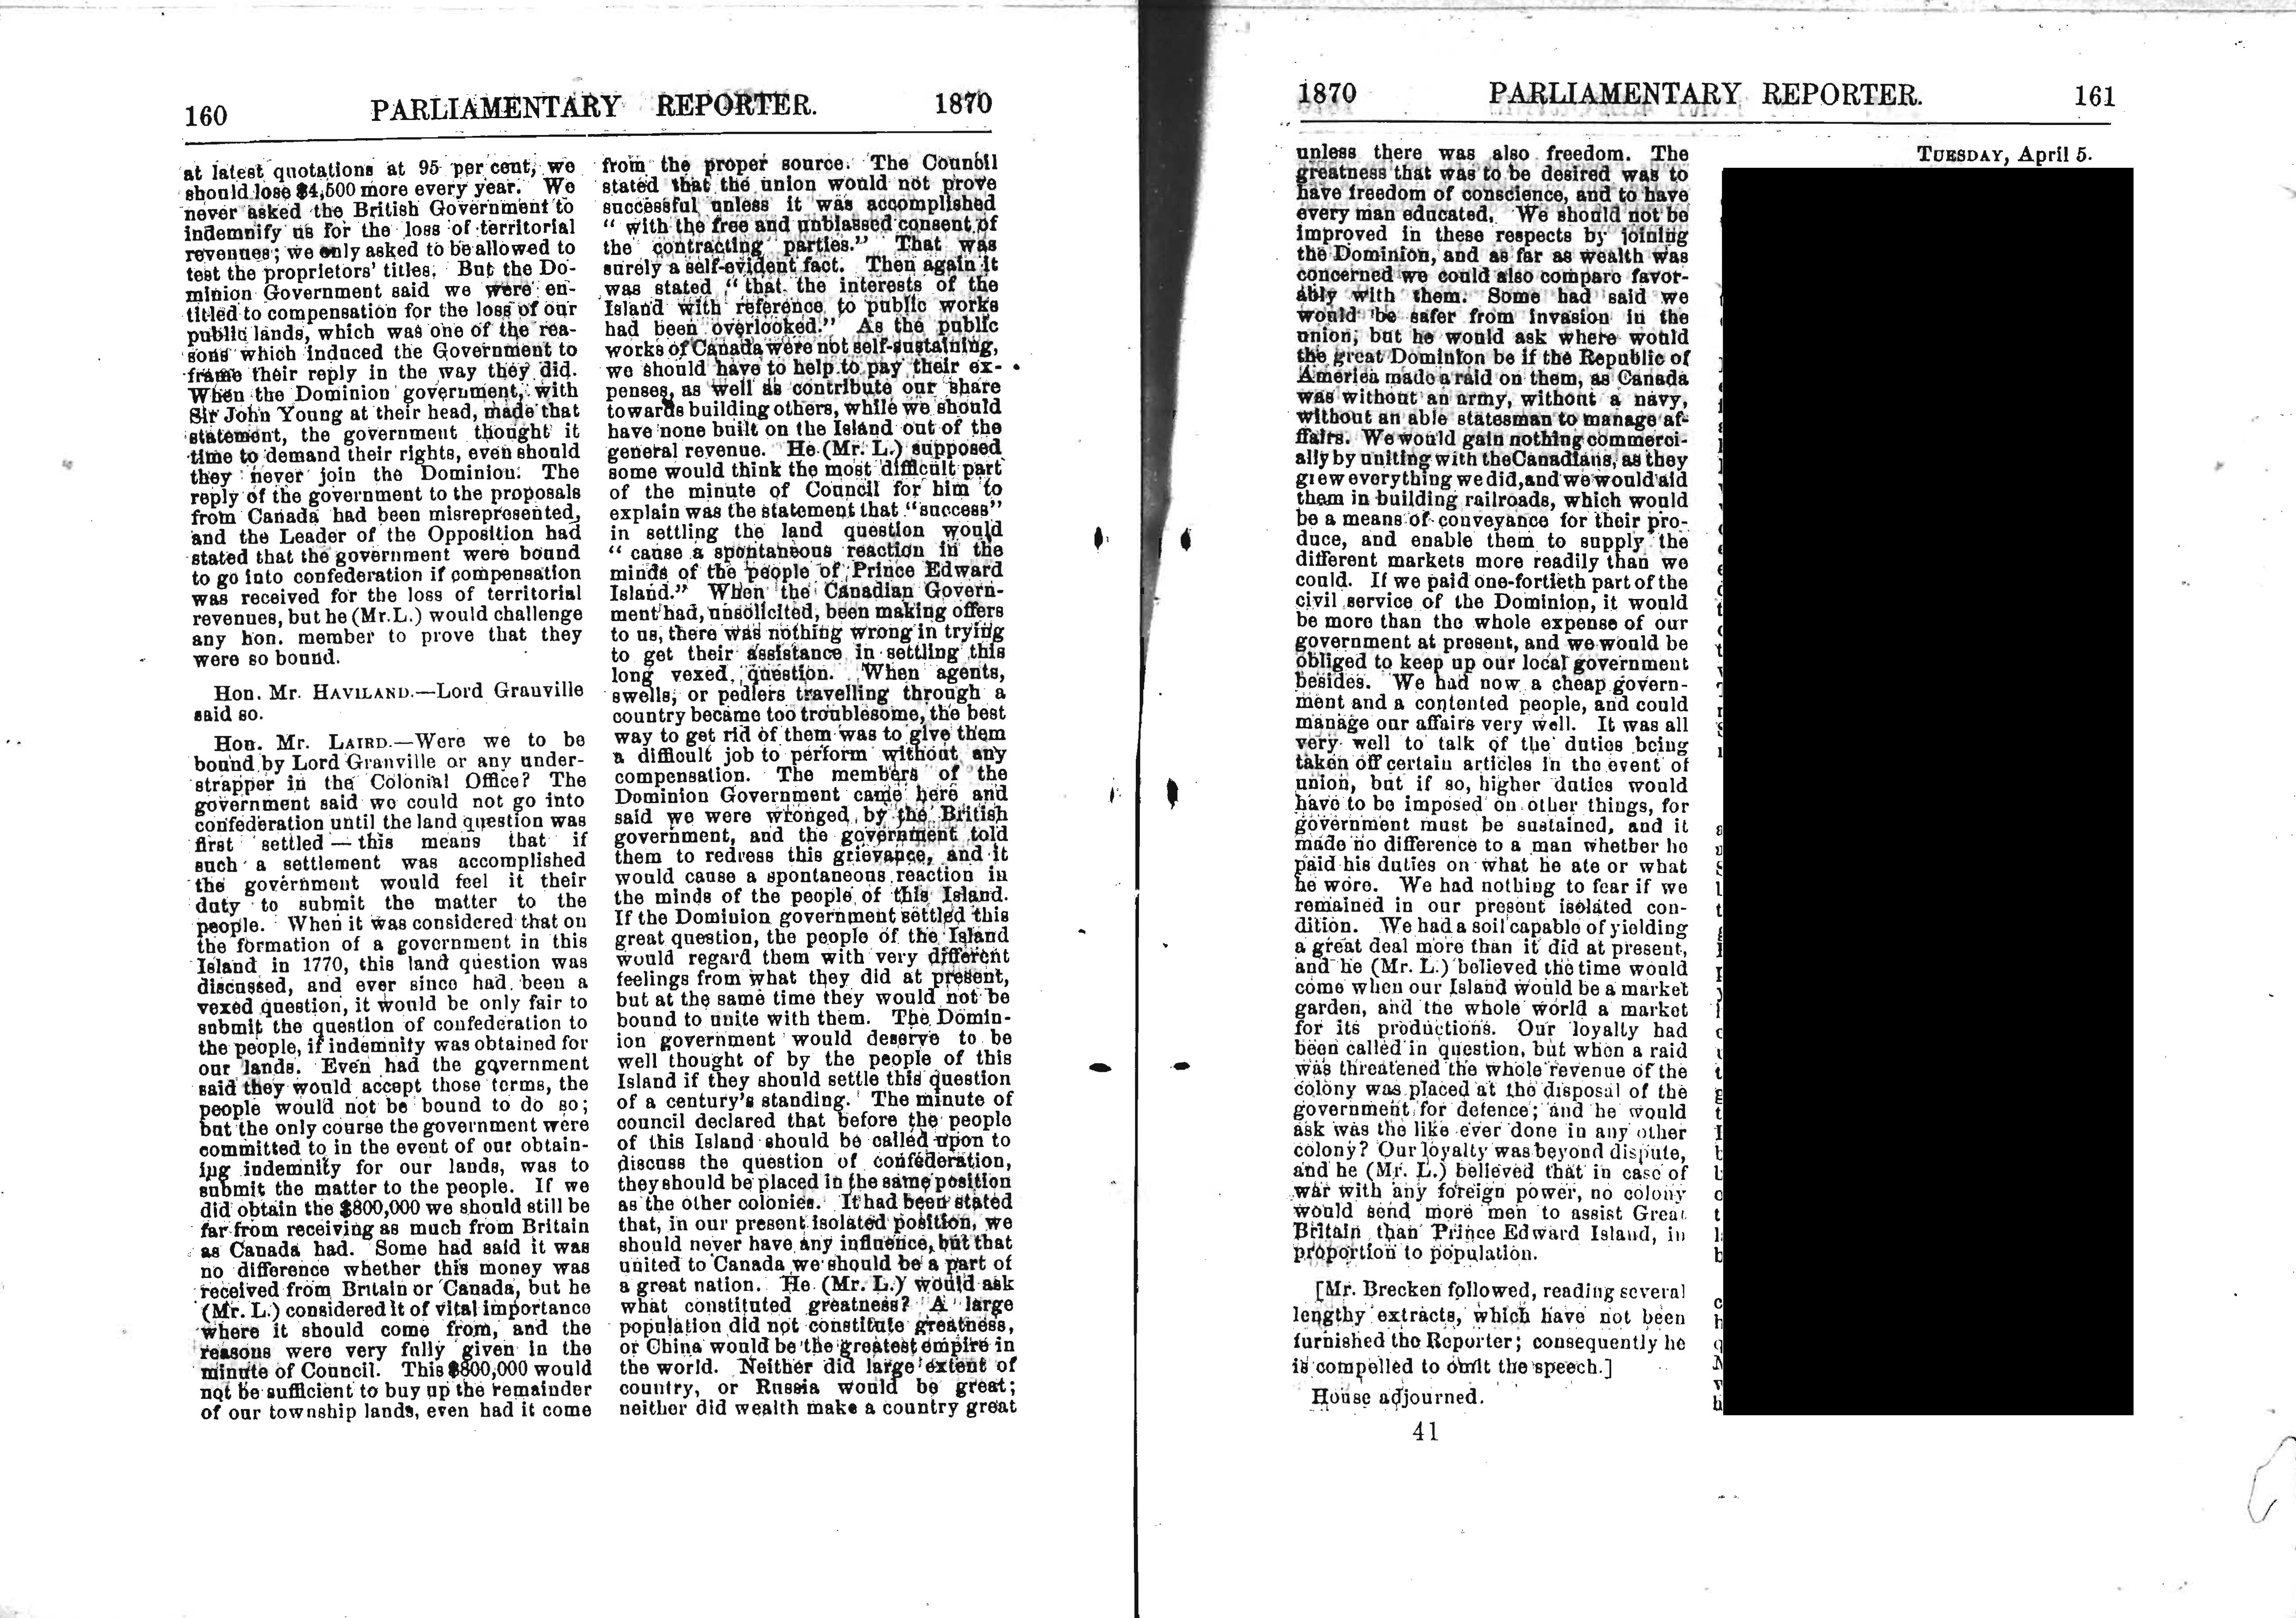 160 PARLIAMENTARY REPORTER. 1870
at latest quotations at 95 per cent, we
should lose $4,500 more every year. We
never asked the British Government to
indemnify us for the loss of territorial
revenues; we only asked to be allowed to
test the proprietors' titles. But the Do-
minion Government said we were en-
titled to compensation for the loss of our
public lands, which was one of the rea-
sons which induced the Government to
frame their reply in the way they did.
When the Dominion government, with
Sir John Young at their head, made that
statement, the government thought it
time to demand their rights, even should
they never join the Dominion. The
reply of the government to the proposals
from Canada had been misrepresented,
and the Leader of the Opposition had
stated that the government were bound
to go into confederation if compensation
was received for the loss of territorial
revenues, but he (Mr. L.) would challenge
any hon. member to prove that they
were so bound.
Hon. Mr. HAVILAND.—Lord Granville
said so.
Hon. Mr. LAIRD.—Were we to be
bound by Lord Granville or any under-
strapper in the Colonial Office? The
government said we could not go into
confederation until the land question was
first settled — this means that if
such a settlement was accomplished
the government would feel it their
duty to submit the matter to the
people. When it was considered that on
the formation of a government in this
Island in 1770, this land question was
discussed, and ever since had been a
vexed question, it would be only fair to
submit the question of confederation to
the people, if indemnity was obtained for
our lands. Even had the government
said they would accept those terms, the
people would not be bound to do so;
but the only course the government were
committed to in the event of our obtain-
ing indemnity for our lands, was to
submit the matter to the people. If we
did obtain the $800,000 we should still be
far from receiving as much from Britain
as Canada had. Some had said it was
no difference whether this money was
received from Britain or Canada, but he
(Mr. L.) considered it of vital importance
where it should come from, and the
reasons were very fully given in the
minute of Council. This $800,000 would
not be sufficient to buy up the remainder
of our township lands, even had it come
from the proper source. The Council
stated that the union would not prove
successful unless it was accomplished
" with the free and unbiassed consent of
the contracting parties." That was
surely a self-evident fact. Then again it
was stated " that the interests of the
Island with reference to public works
had been overlooked." As the public
works of Canada were not self-sustaining,
we should have to help to pay their ex-
penses, as well as contribute our share
towards building others, while we should
have none built on the Island out of the
general revenue. He (Mr. L.) supposed
some would think the most difficult part
of the minute of Council for him to
explain was the statement that "success"
in settling the land question would
" cause a spontaneous reaction in the
minds of the people of Prince Edward
Island." When the Canadian Govern-
ment had, unsolicited, been making offers
to us, there was nothing wrong in trying
to get their assistance in settling this
long vexed question. When agents,
swells, or pedlers travelling through a
country became too troublesome, the best
way to get rid of them was to give them
a difficult job to perform without any
compensation. The members of the
Dominion Government came here and
said we were wronged by the British
government, and the government told
them to redress this grievance, and it
would cause a spontaneous reaction in
the minds of the people of this Island.
If the Dominion government settled this
great question, the people of the Island
would regard them with very different
feelings from what they did at present,
but at the same time they would not be
bound to unite with them. The Domin-
ion government would deserve to be
well thought of by the people of this
Island if they should settle this question
of a century's standing. The minute of
council declared that before the people
of this Island should be called upon to
discuss the question of confederation,
they should be placed in the same position
as the other colonies. It had been stated
that, in our present isolated position, we
should never have any influence, but that
united to Canada we should be a part of
a great nation. He (Mr. L.) would ask
what constituted greatness? A large
population did not constitute greatness,
or China would be the greatest empire in
the world. Neither did large extent of
country, or Russia would be great;
neither did wealth make a country great
1870 PARLIAMENTARY REPORTER. 161
unless there was also freedom. The
greatness that was to be desired was to
have freedom of conscience, and to have
every man educated. We should not be
improved in these respects by joining
the Dominion, and as far as wealth was
concerned we could also compare favor-
ably with them. Some had said we
would be safer from invasion in the
union, but he would ask where would
the great Dominion be if the Republic of
America made a raid on them, as Canada
was without an army, without a navy,
without an able statesman to manage af-
ffairs. We would gain nothing commerci-
ally by uniting with the Canadians, as they
grew everything we did, and we would aid
them in building railroads, which would
be a means of conveyance for their pro-
duce, and enable them to supply the
different markets more readily than we
could. If we paid one-fortieth part of the
civil service of the Dominion, it would
be more than the whole expense of our
government at present, and we would be
obliged to keep up our local government
besides. We had now a cheap govern-
ment and a contented people, and could
manage our affairs very well. It was all
very well to talk of the duties being
taken off certain articles in the event of
union, but if so, higher duties would
have to be imposed on other things, for
government must be sustained, and it
made no difference to a man whether he
paid his duties on what he ate or what
he wore. We had nothing to fear if we
remained in our present isolated con-
dition. We had a soil capable of yielding
a great deal more than it did at present,
and he (Mr. L.) believed the time would
come when our Island would be a market
garden, and the whole world a market
for its productions. Our loyalty had
been called in question, but when a raid
was threatened the whole revenue of the
colony was placed at the disposal of the
government for defence; and he would
ask was the like ever done in any other
colony? Our loyalty was beyond dispute,
and he (Mr. L.) believed that in case of
war with any foreign power, no colony
would send more men to assist Great
Britain than Prince Edward Island, in
proportion to population.
[Mr. Brecken followed, reading several
lengthy extracts, which have not been
furnished the Reporter; consequently he
is compelled to omit the speech.]
House adjourned.
41
TUESDAY, April 5.